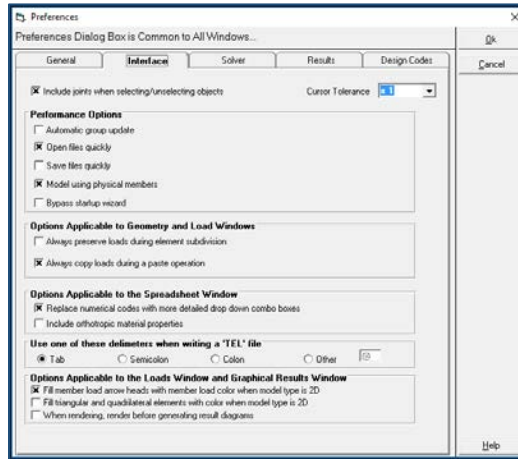 Preferences
Preferences Dialog Box is Common to All Windows...
Ok
Cancel
General
Interface
Solver
Results
Design Codes
Include joints when selecting/unselecting objects
Cursor Tolerance
x 1
Performance Options
Automatic group update
Open files quickly
Save files quickly
Model using physical members
Bypass startup wizard
Options Applicable to Geometry and Load Windows
Always preserve loads during element subdivision
Always copy loads during a paste operation
Options Applicable to the Spreadsheet Window
Replace numerical codes with more detailed drop down combo boxes
Include orthotropic material properties
Use one of these delimeters when writing a 'TEL' file
Tab
Semicolon
Colon
Other
Options Applicable to the Loads Window and Graphical Results Window
Fill member load arrow heads with member load color when model type is 2D
Fill triangular and quadrilateral elements with color when model type is 2D
When rendering, render before generating result diagrams
Help